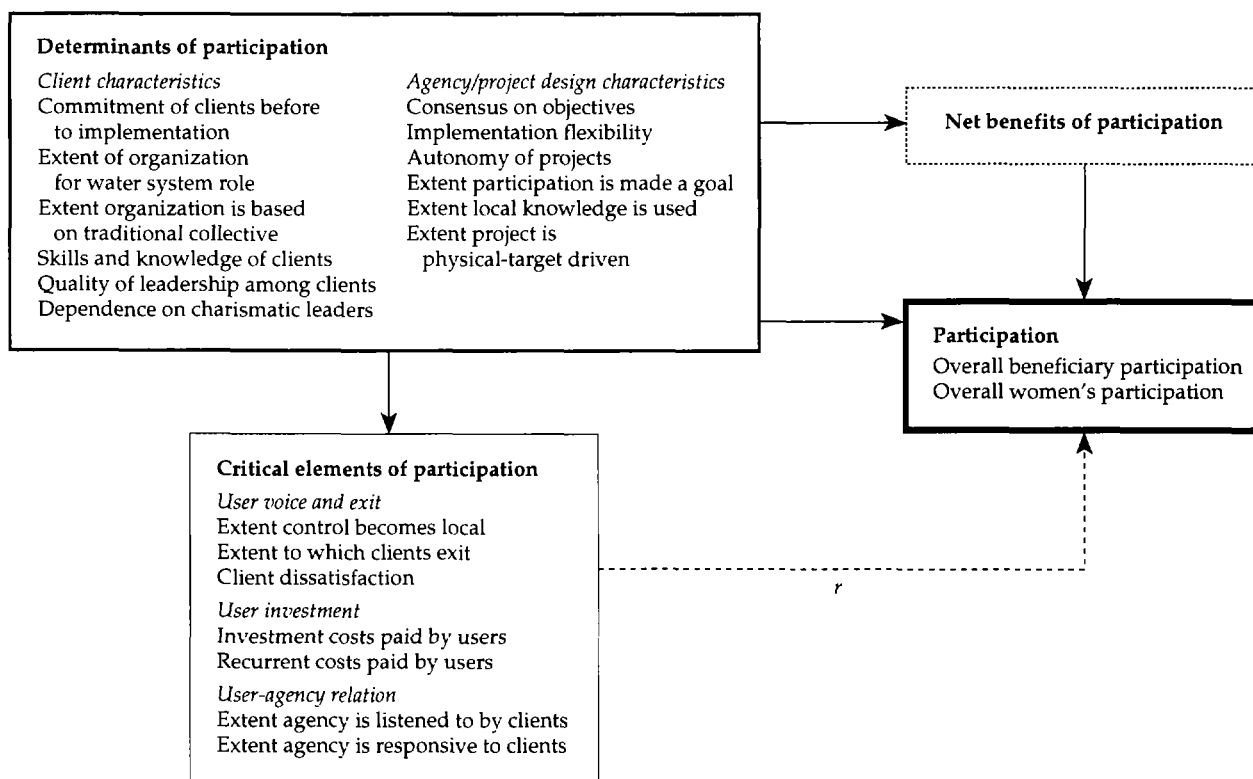 Determinants of participation
Client characteristics
Commitment of clients before
to implementation
Extent of organization
for water system role
Extent organization is based
on traditional collective
Skills and knowledge of clients
Quality of leadership among clients
Dependence on charismatic leaders
Agency/project design characteristics
Consensus on objectives
Implementation flexibility
Autonomy of projects
Extent participation is made a goal
Extent local knowledge is used
Extent project is
physical-target driven
Net benefits of participation
Participation
Overall beneficiary participation
Overall women's participation
Critical elements of participation
User voice and exit
Extent control becomes local
Extent to which clients exit
Client dissatisfaction
User investment
Investment costs paid by users
Recurrent costs paid by users
User-agency relation
Extent agency is listened to by clients
Extent agency is responsive to clients
r